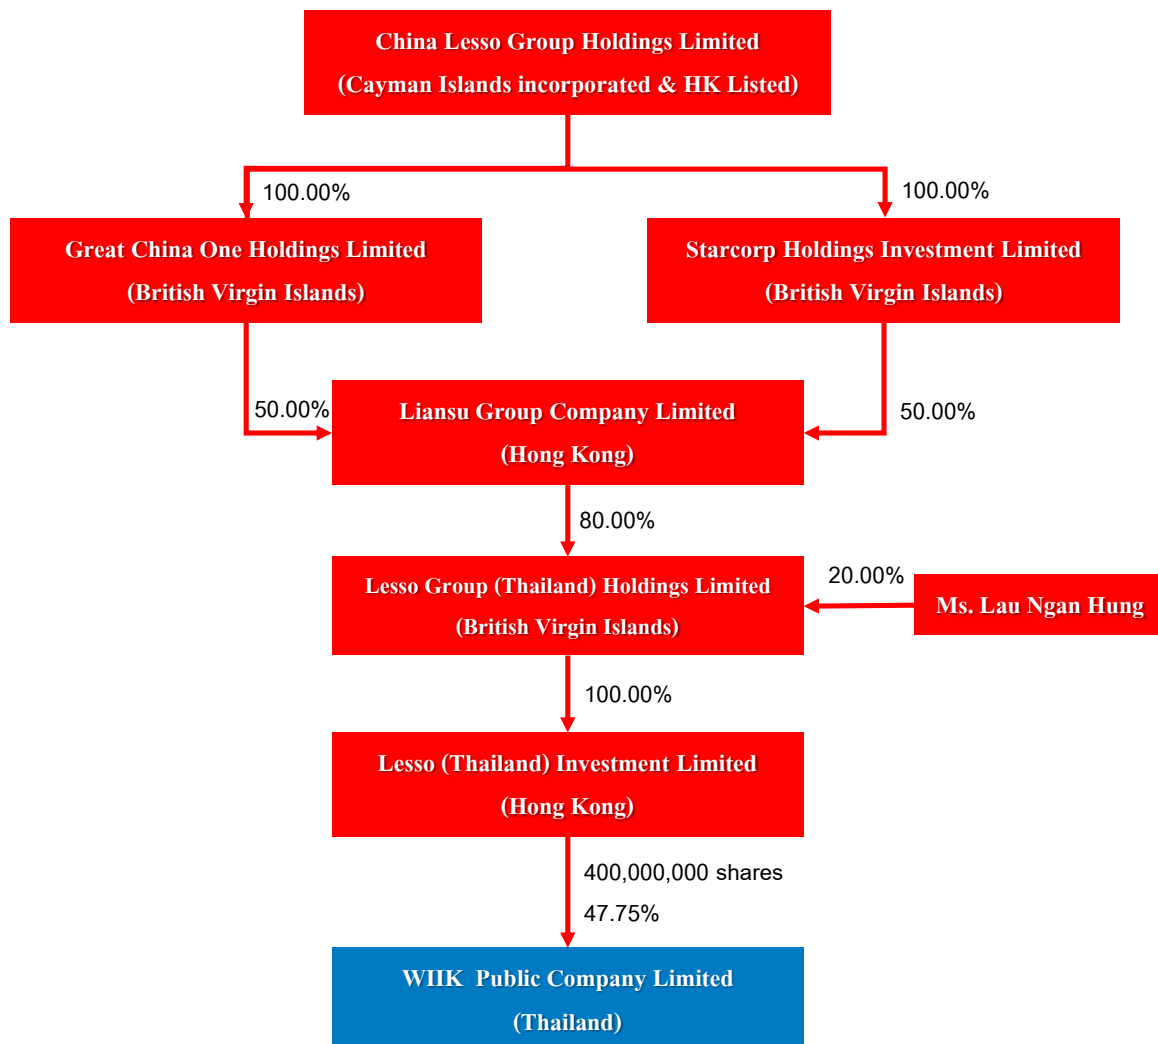 China Lesso Group Holdings Limited
(Cayman Islands incorporated & HK Listed)
100.00%
100.00%
Great China One Holdings Limited
(British Virgin Islands)
Starcorp Holdings Investment Limited
(British Virgin Islands)
50.00%
50.00%
Liansu Group Company Limited
(Hong Kong)
80.00%
Lesso Group (Thailand) Holdings Limited
(British Virgin Islands)
20.00%
Ms. Lau Ngan Hung
100.00%
Lesso (Thailand) Investment Limited
(Hong Kong)
400,000,000 shares
47.75%
WIIK Public Company Limited
(Thailand)